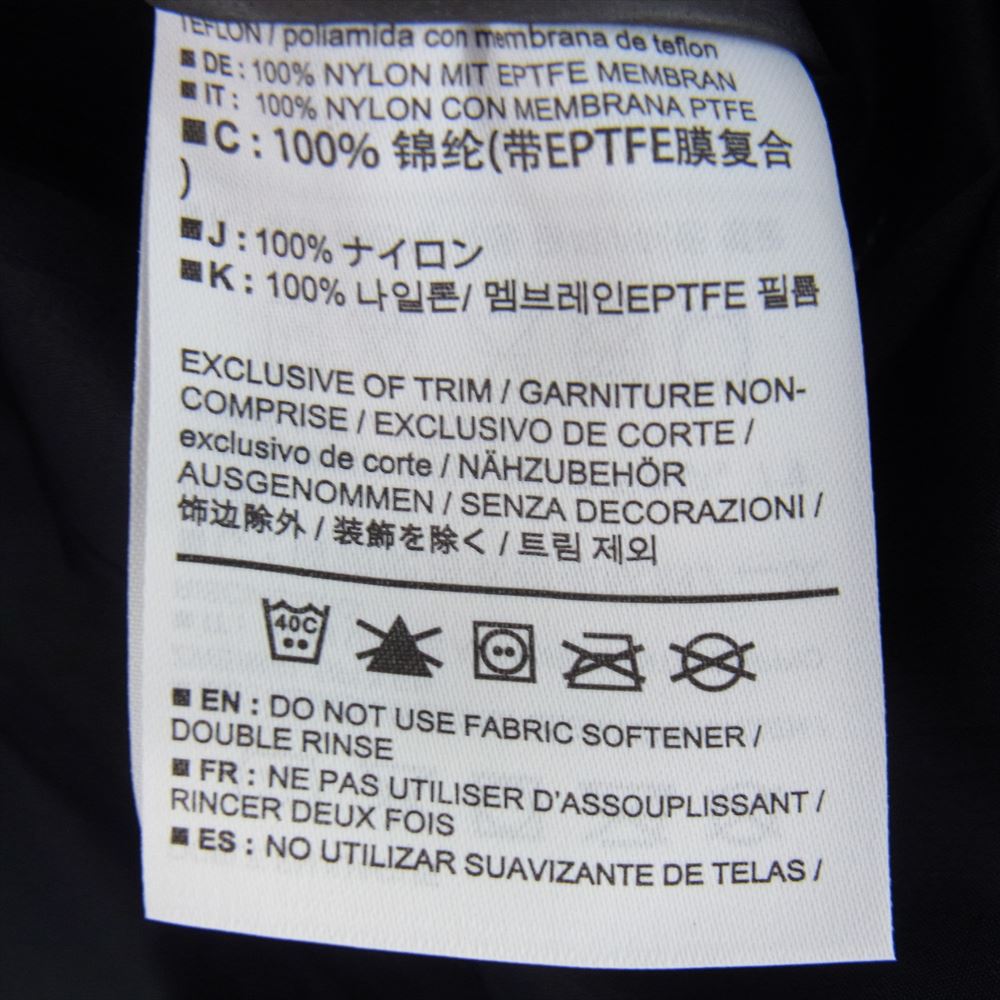 TEFLON / poliamida con membrana de teflon
DE : 100% NYLON MIT EPTFE MEMBRAN
IT : 100% NYLON CON MEMBRANA PTFE
C : 100% 锦纶(带EPTFE膜复合
)
J : 100% ナイロン
K : 100% 나일론/ 멤브레인EPTFE 필름
EXCLUSIVE OF TRIM / GARNITURE NON-
COMPRISE / EXCLUSIVO DE CORTE /
exclusivo de corte / NÄHZUBEHÖR
AUSGENOMMEN / SENZA DECORAZIONI /
饰边除外 / 装飾を除く / 트림 제외
40C
EN : DO NOT USE FABRIC SOFTENER /
DOUBLE RINSE
FR : NE PAS UTILISER D'ASSOUPLISSANT /
RINCER DEUX FOIS
ES : NO UTILIZAR SUAVIZANTE DE TELAS /